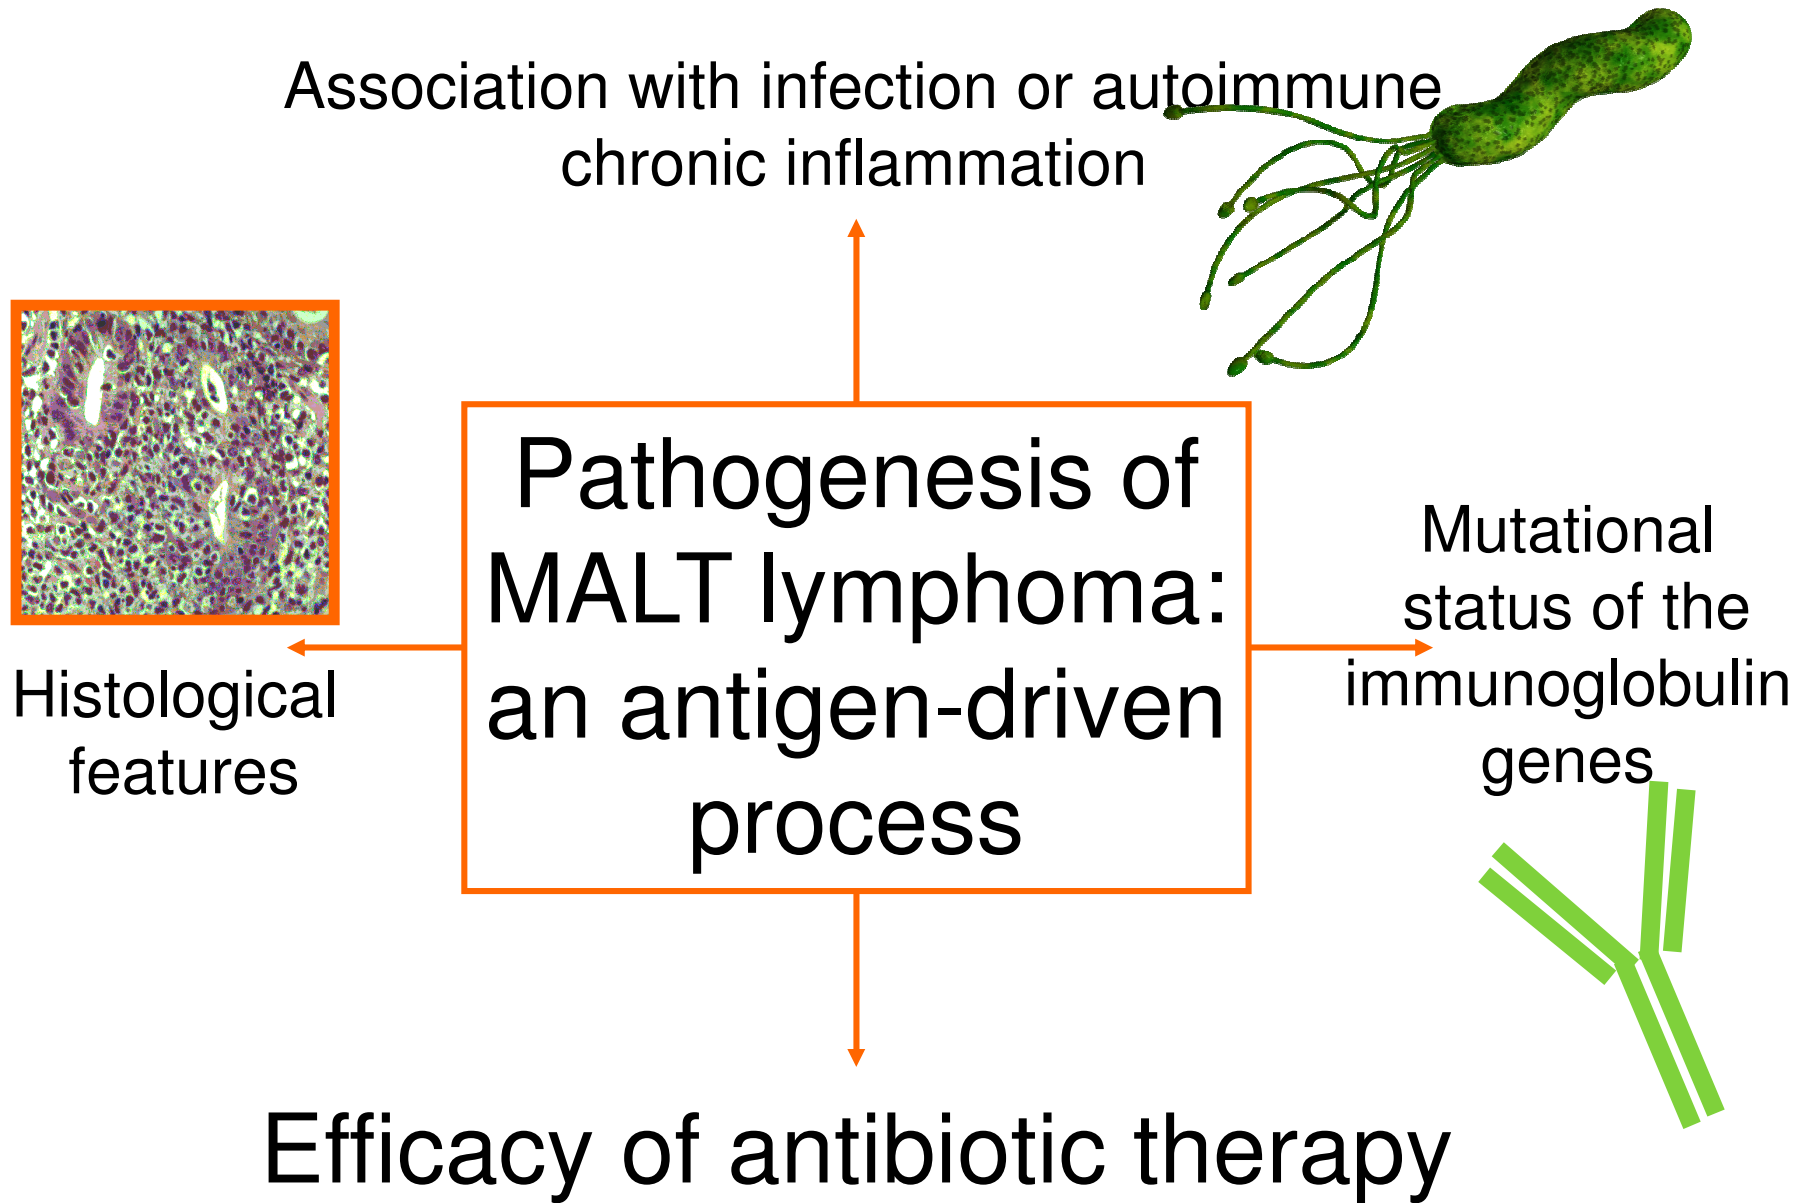 Association with infection or autoimmune
chronic inflammation
Pathogenesis of
MALT lymphoma:
an antigen-driven
process
Histological
features
Mutational
status of the
immunoglobulin
genes
Efficacy of antibiotic therapy